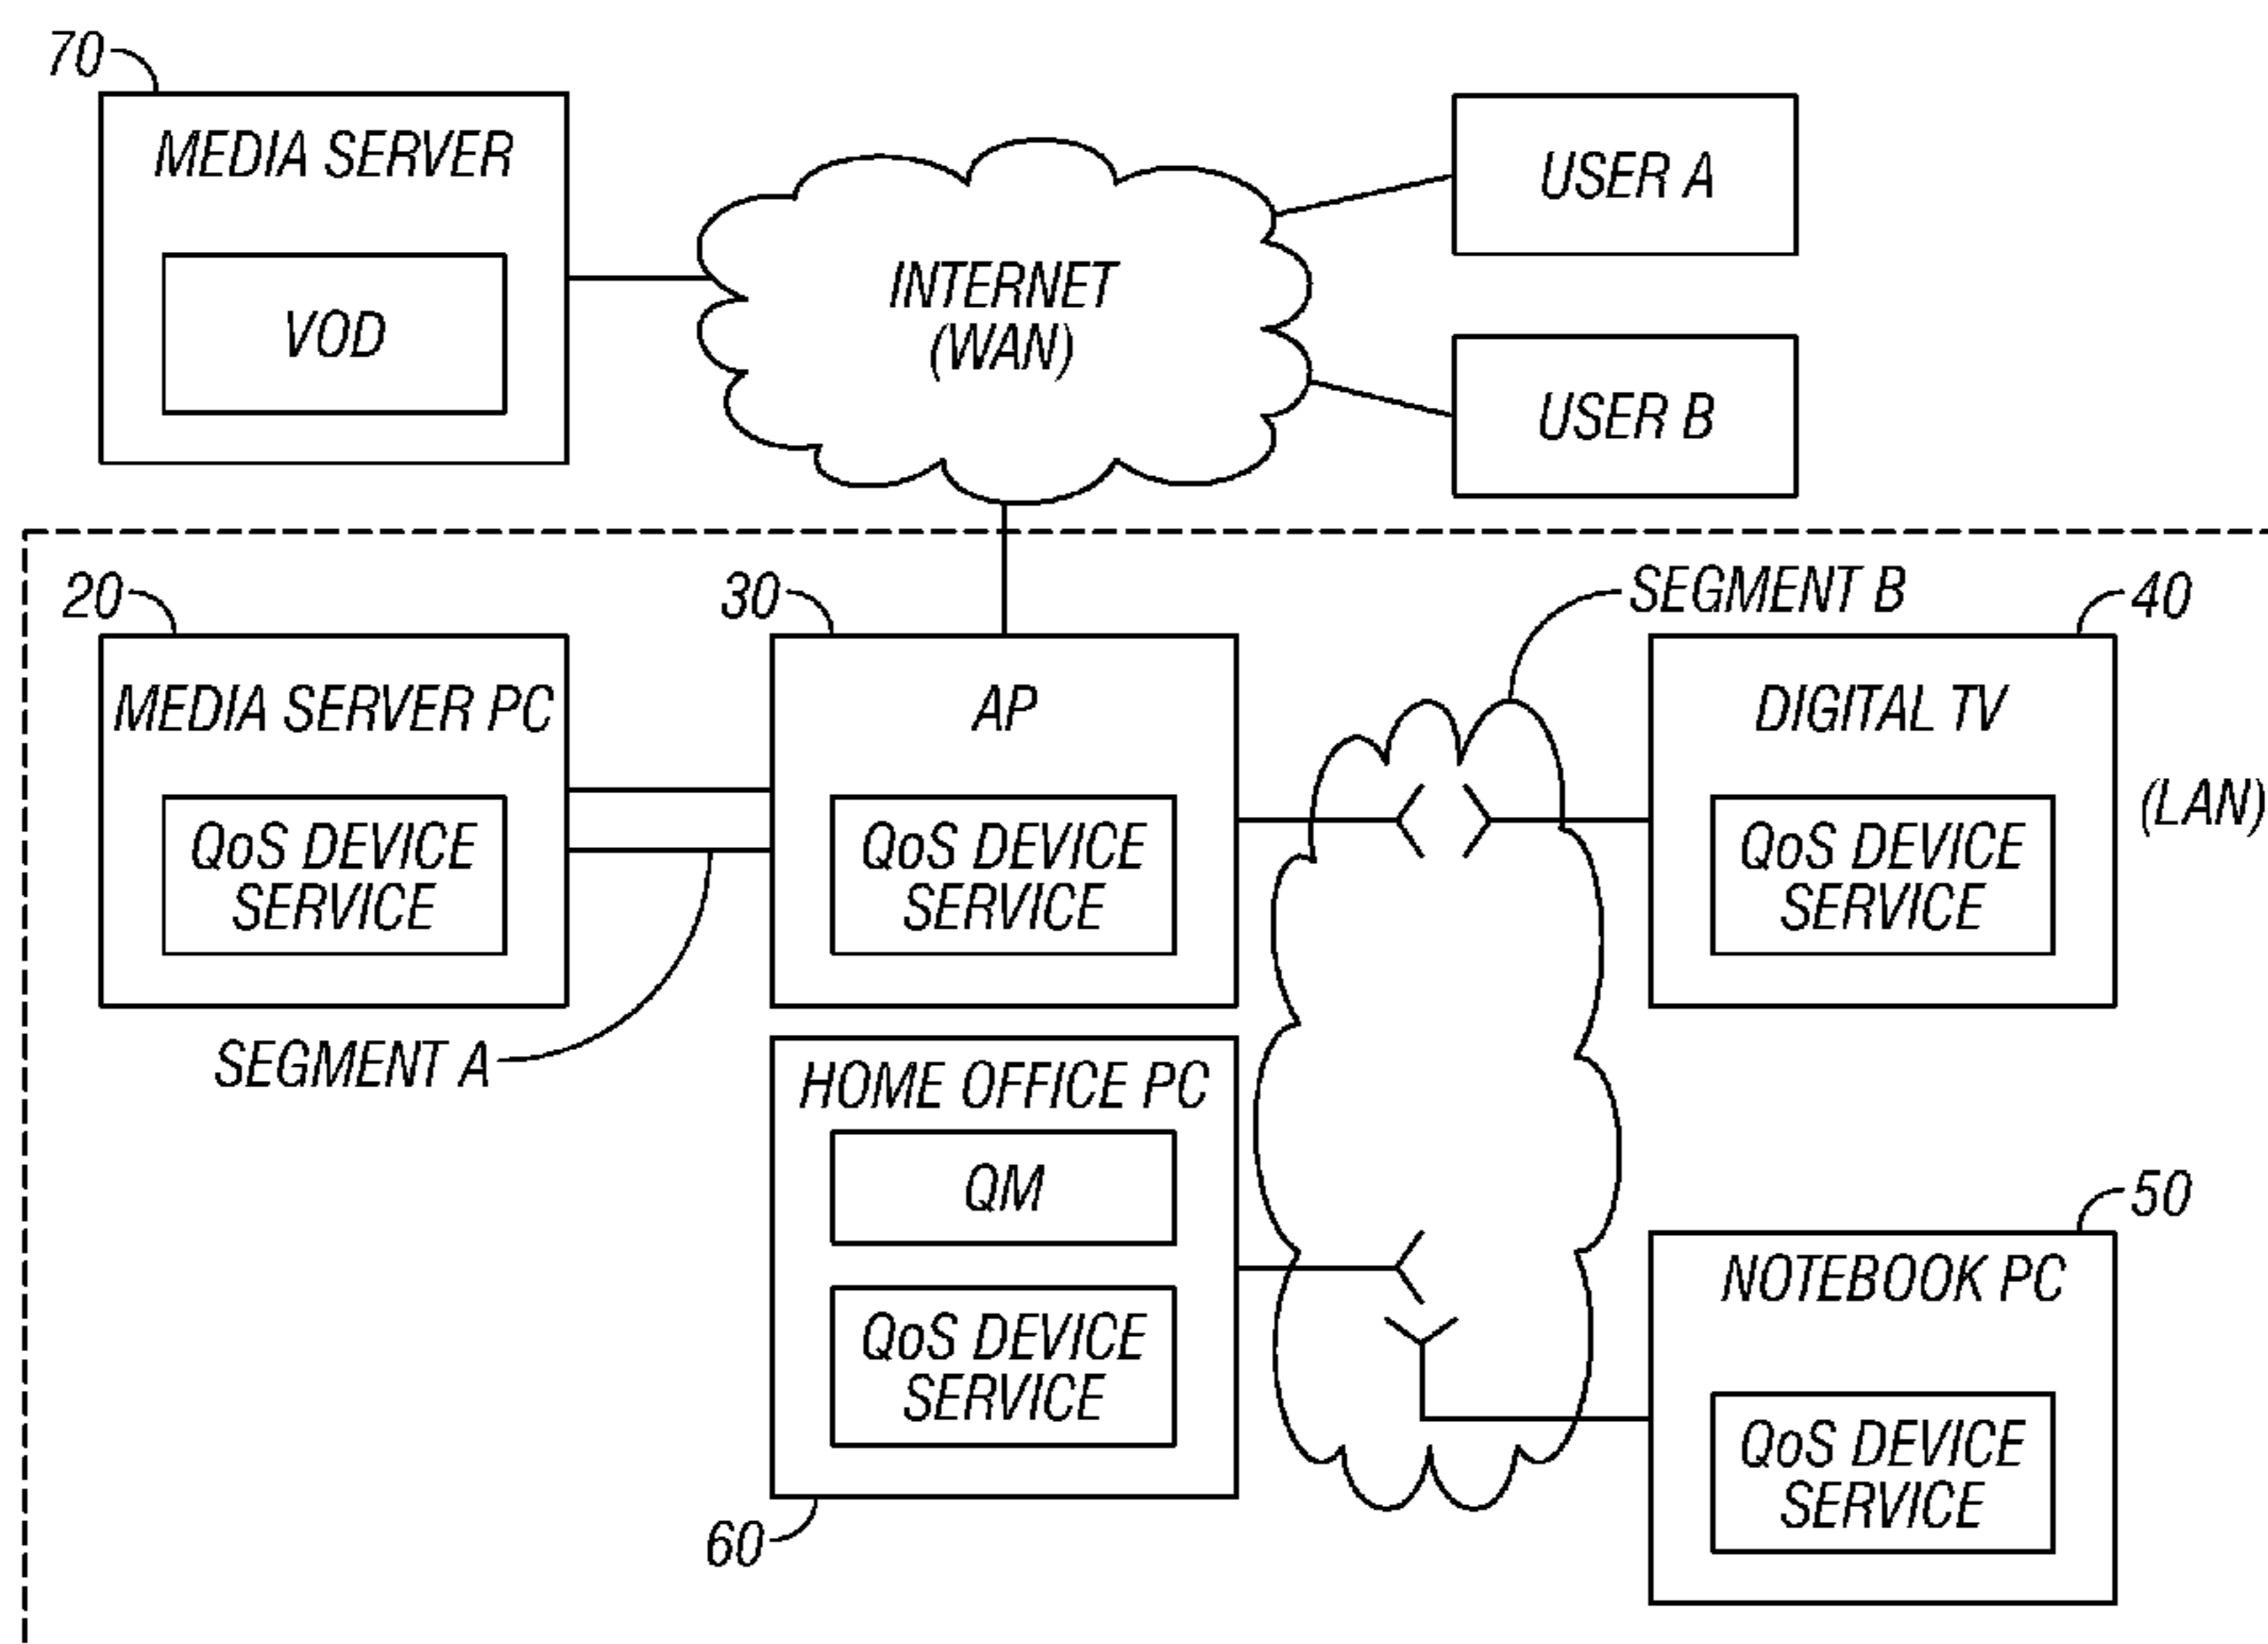 70
MEDIA SERVER
VOD
INTERNET
(WAN)
USER A
USER B
20
MEDIA SERVER PC
QoS DEVICE
SERVICE
SEGMENT A
30
AP
QoS DEVICE
SERVICE
SEGMENT B
40
DIGITAL TV
QoS DEVICE
SERVICE
(LAN)
HOME OFFICE PC
QM
QoS DEVICE
SERVICE
60
50
NOTEBOOK PC
QoS DEVICE
SERVICE